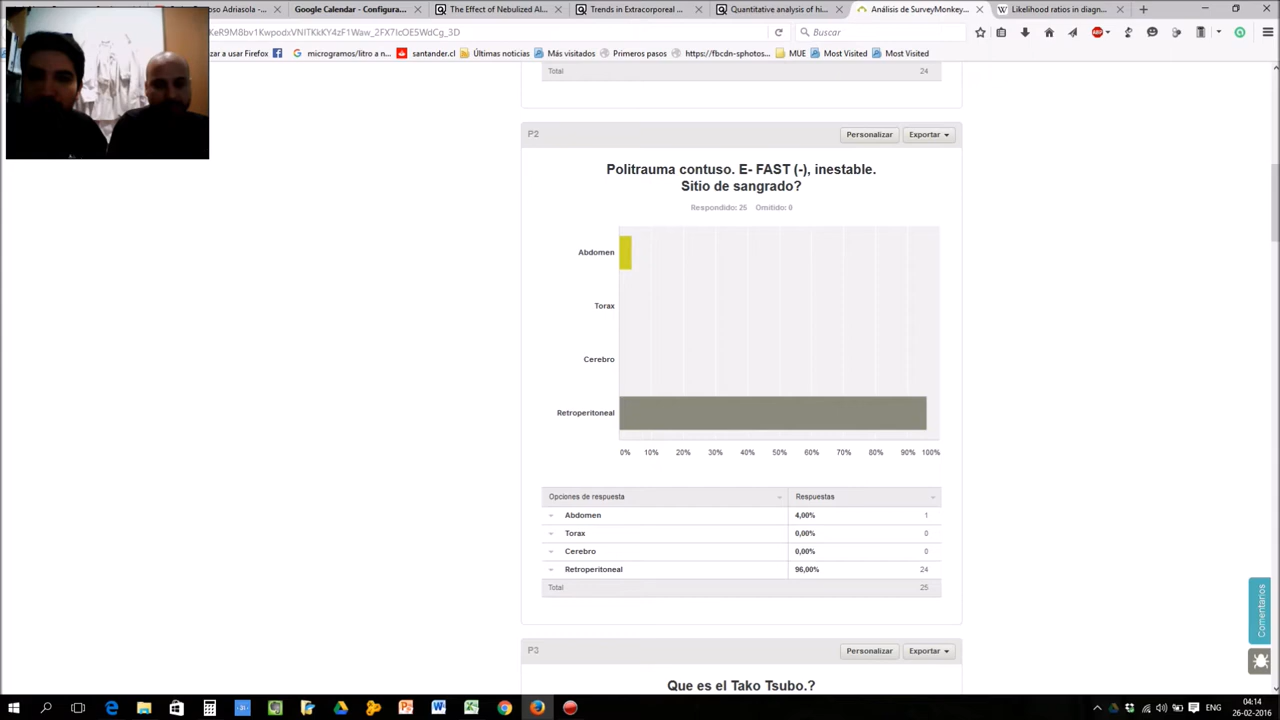 oso Adriasola -
Google Calendar - Configura...
The Effect of Nebulized Al...
Trends in Extracorporeal ...
Quantitative analysis of hi...
Análisis de SurveyMonkey...
Likelihood ratios in diagn...
Buscar
ar a usar Firefox
microgramos/litro a n...
santander.cl
Últimas noticias
Más visitados
Primeros pasos
https://fbcdn-sphotos...
MUE
Most Visited
Most Visited
Total 24
P2
Personalizar
Exportar
Politrauma contuso. E- FAST (-), inestable.
Sitio de sangrado?
Respondido: 25 Omitido: 0
Abdomen
Torax
Cerebro
Retroperitoneal
0% 10% 20% 30% 40% 50% 60% 70% 80% 90% 100%
Opciones de respuesta Respuestas
Abdomen 4,00% 1
Torax 0,00% 0
Cerebro 0,00% 0
Retroperitoneal 96,00% 24
Total 25
Comentarios
P3
Personalizar
Exportar
Que es el Tako Tsubo.?
ENG
04:14
26-02-2016